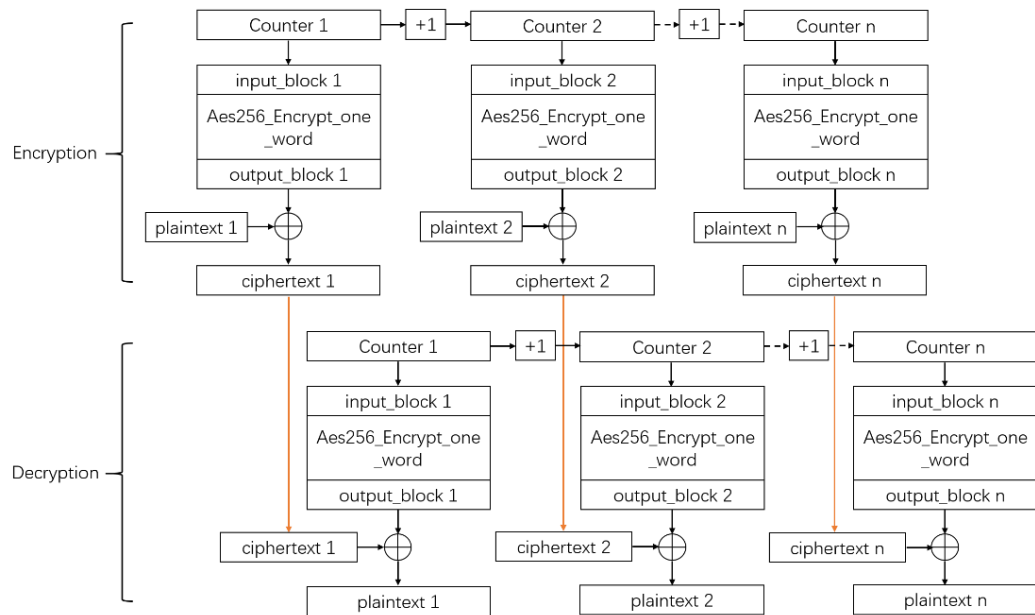 Counter 1
+1
Counter 2
+1
Counter n
input_block 1
input_block 2
input_block n
Aes256_Encrypt_one
_word
Aes256_Encrypt_one
_word
Aes256_Encrypt_one
_word
Encryption
output_block 1
output_block 2
output_block n
plaintext 1
plaintext 2
plaintext n
ciphertext 1
ciphertext 2
ciphertext n
Counter 1
+1
Counter 2
+1
Counter n
input_block 1
input_block 2
input_block n
Aes256_Encrypt_one
_word
Aes256_Encrypt_one
_word
Aes256_Encrypt_one
_word
Decryption
output_block 1
output_block 2
output_block n
ciphertext 1
ciphertext 2
ciphertext n
plaintext 1
plaintext 2
plaintext n